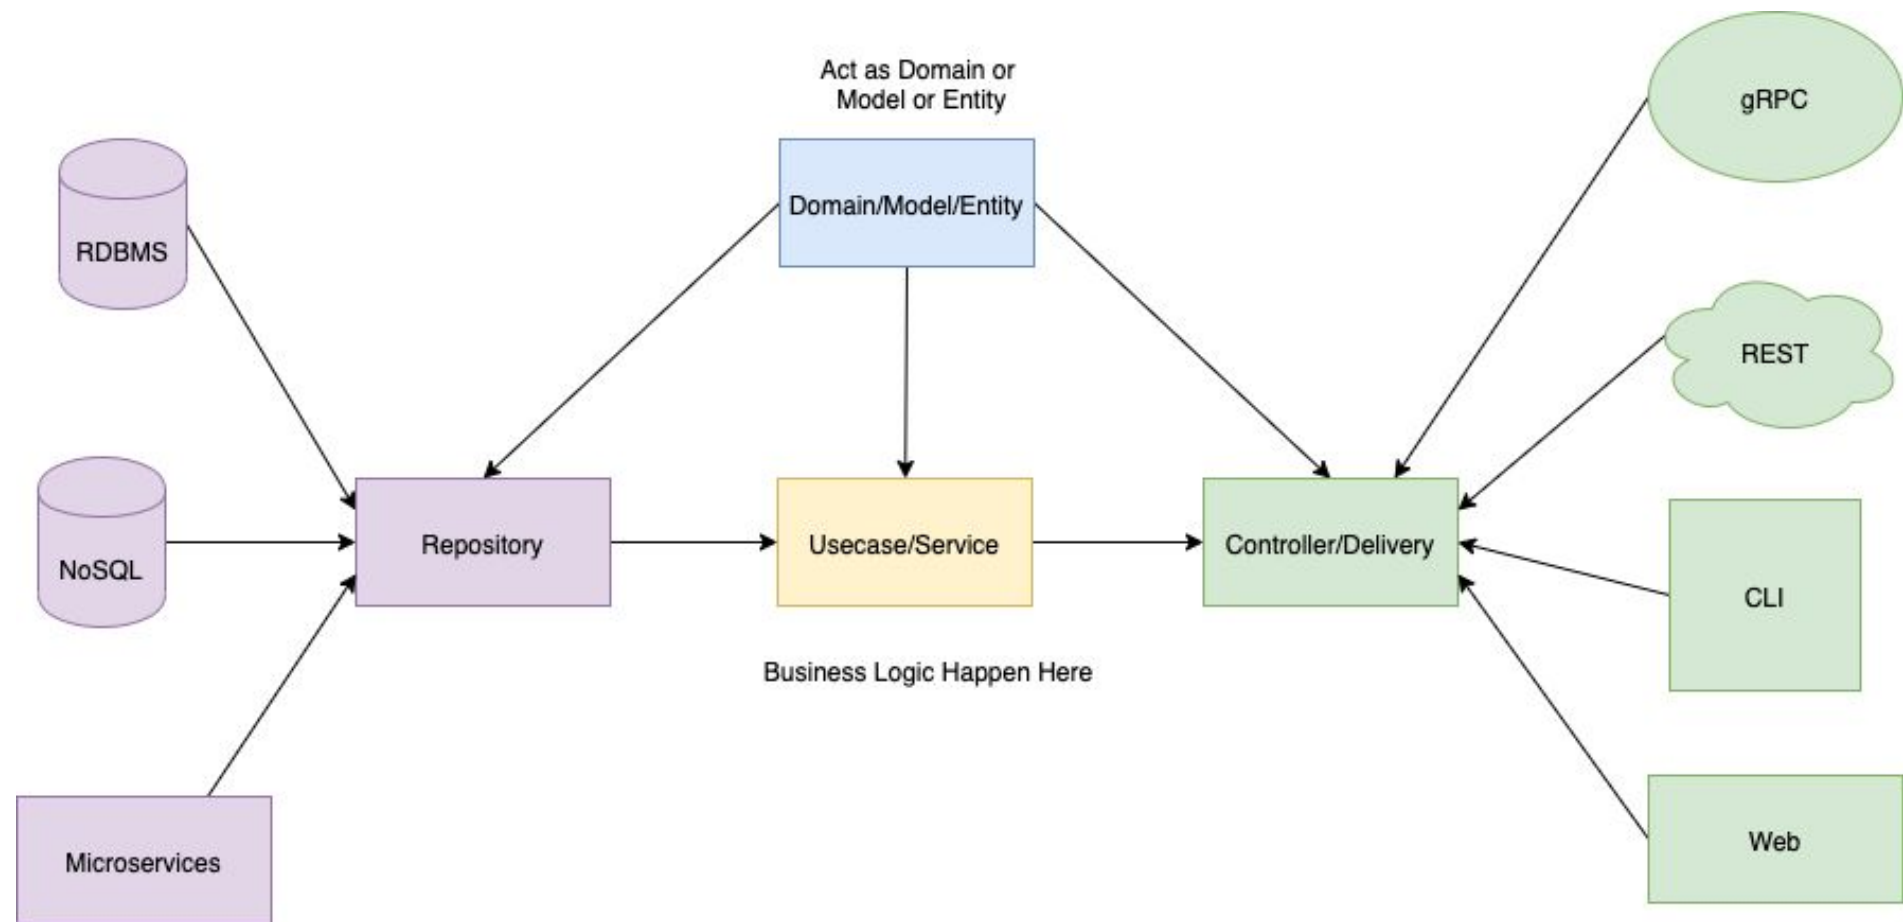 Act as Domain or
Model or Entity
gRPC
Domain/Model/Entity
RDBMS
REST
Repository
Usecase/Service
Controller/Delivery
NoSQL
CLI
Business Logic Happen Here
Web
Microservices